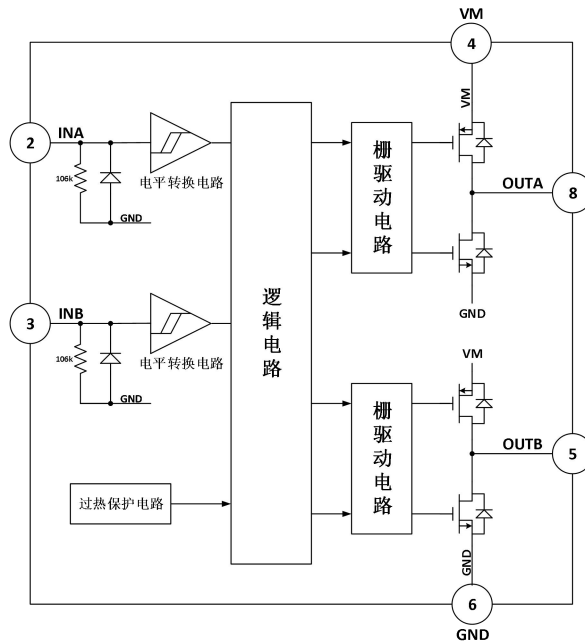 VM
4
VM
2
INA
106k
GND
电平转换电路
栅驱动电路
OUTA
8
GND
3
INB
106k
GND
电平转换电路
逻辑电路
VM
栅驱动电路
OUTB
5
过热保护电路
GND
6
GND